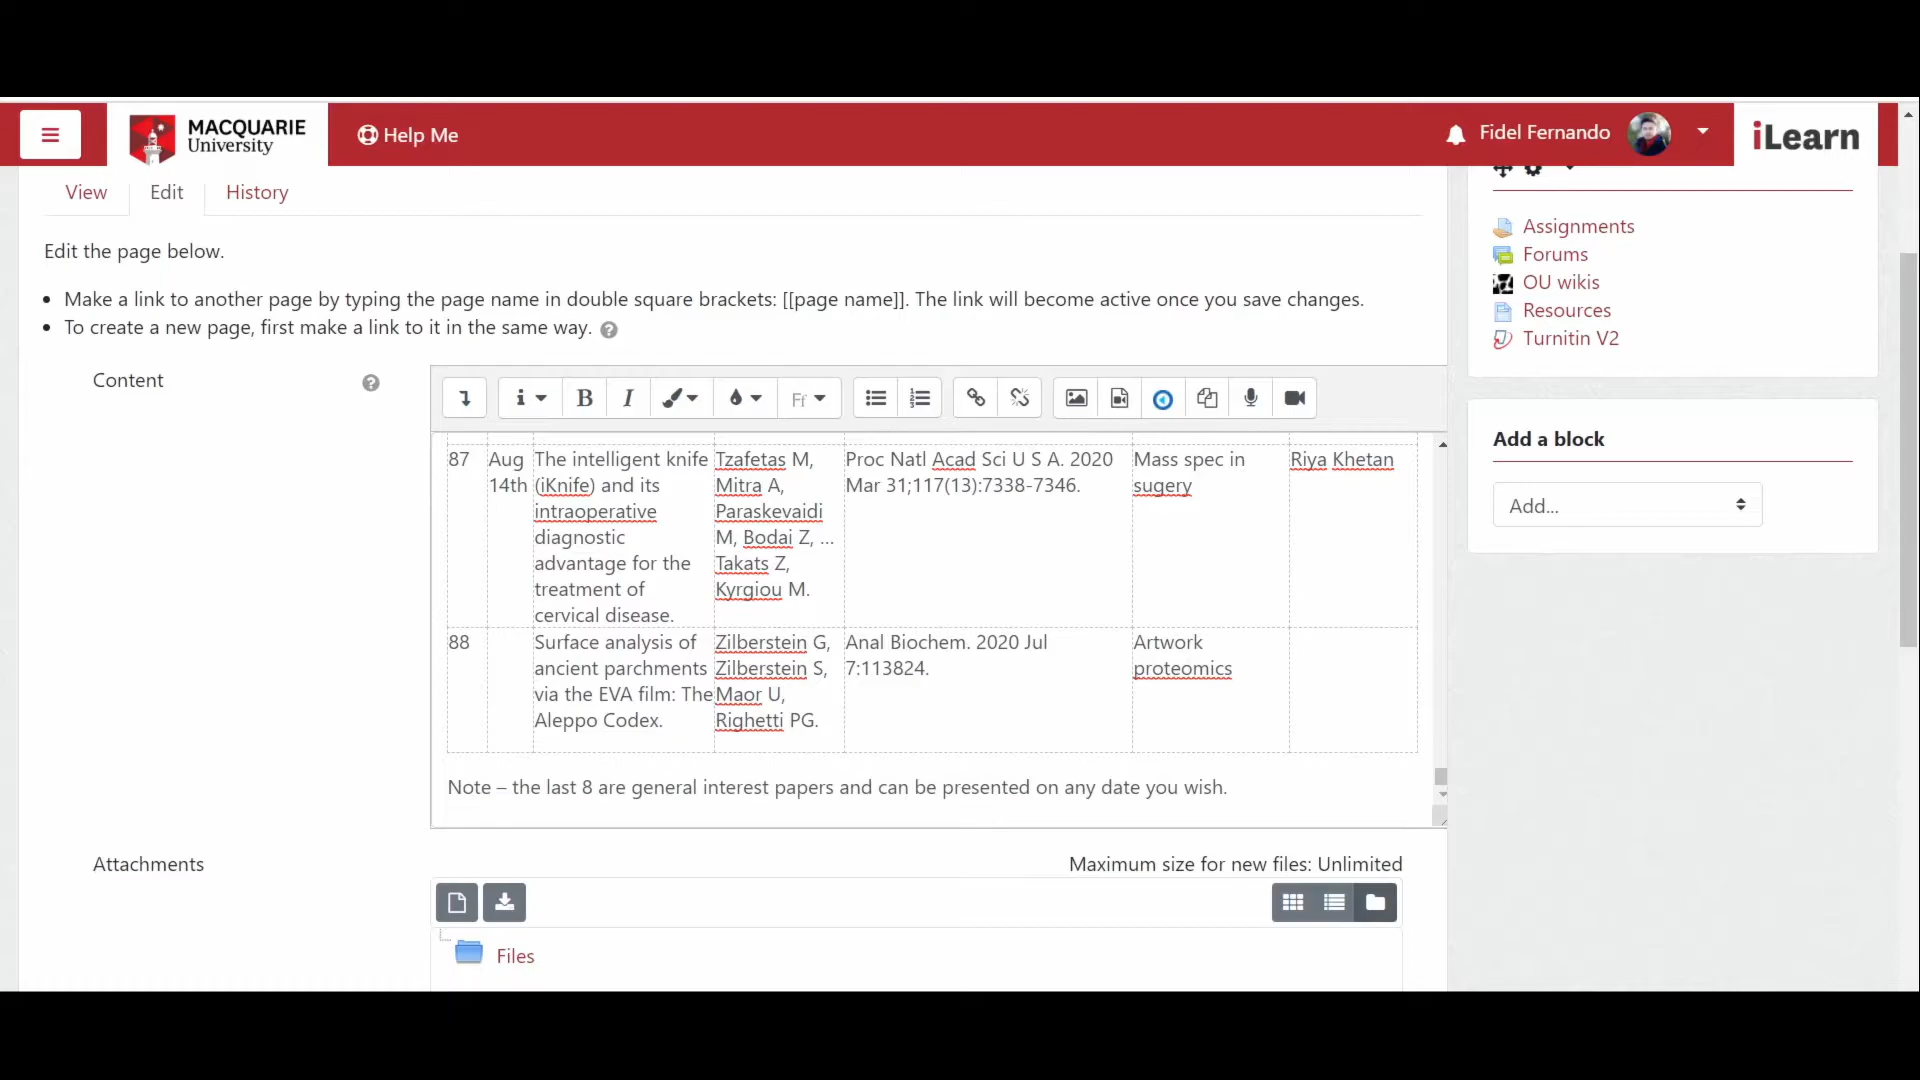 MACQUARIE
University
Help Me
Fidel Fernando
iLearn
View
Edit
History
Edit the page below.
Make a link to another page by typing the page name in double square brackets: [[page name]]. The link will become active once you save changes.
To create a new page, first make a link to it in the same way.
Content
Ff
87
Aug
14th
The intelligent knife
(iKnife) and its
intraoperative
diagnostic
advantage for the
treatment of
cervical disease.
Tzafetas M,
Mitra A,
Paraskevaidi
M, Bodai Z, ...
Takats Z,
Kyrgiou M.
Proc Natl Acad Sci U S A. 2020
Mar 31;117(13):7338-7346.
Mass spec in
sugery
Riya Khetan
88
Surface analysis of
ancient parchments
via the EVA film: The
Aleppo Codex.
Zilberstein G,
Zilberstein S,
Maor U,
Righetti PG.
Anal Biochem. 2020 Jul
7:113824.
Artwork
proteomics
Note – the last 8 are general interest papers and can be presented on any date you wish.
Attachments
Maximum size for new files: Unlimited
Files
Assignments
Forums
OU wikis
Resources
Turnitin V2
Add a block
Add...